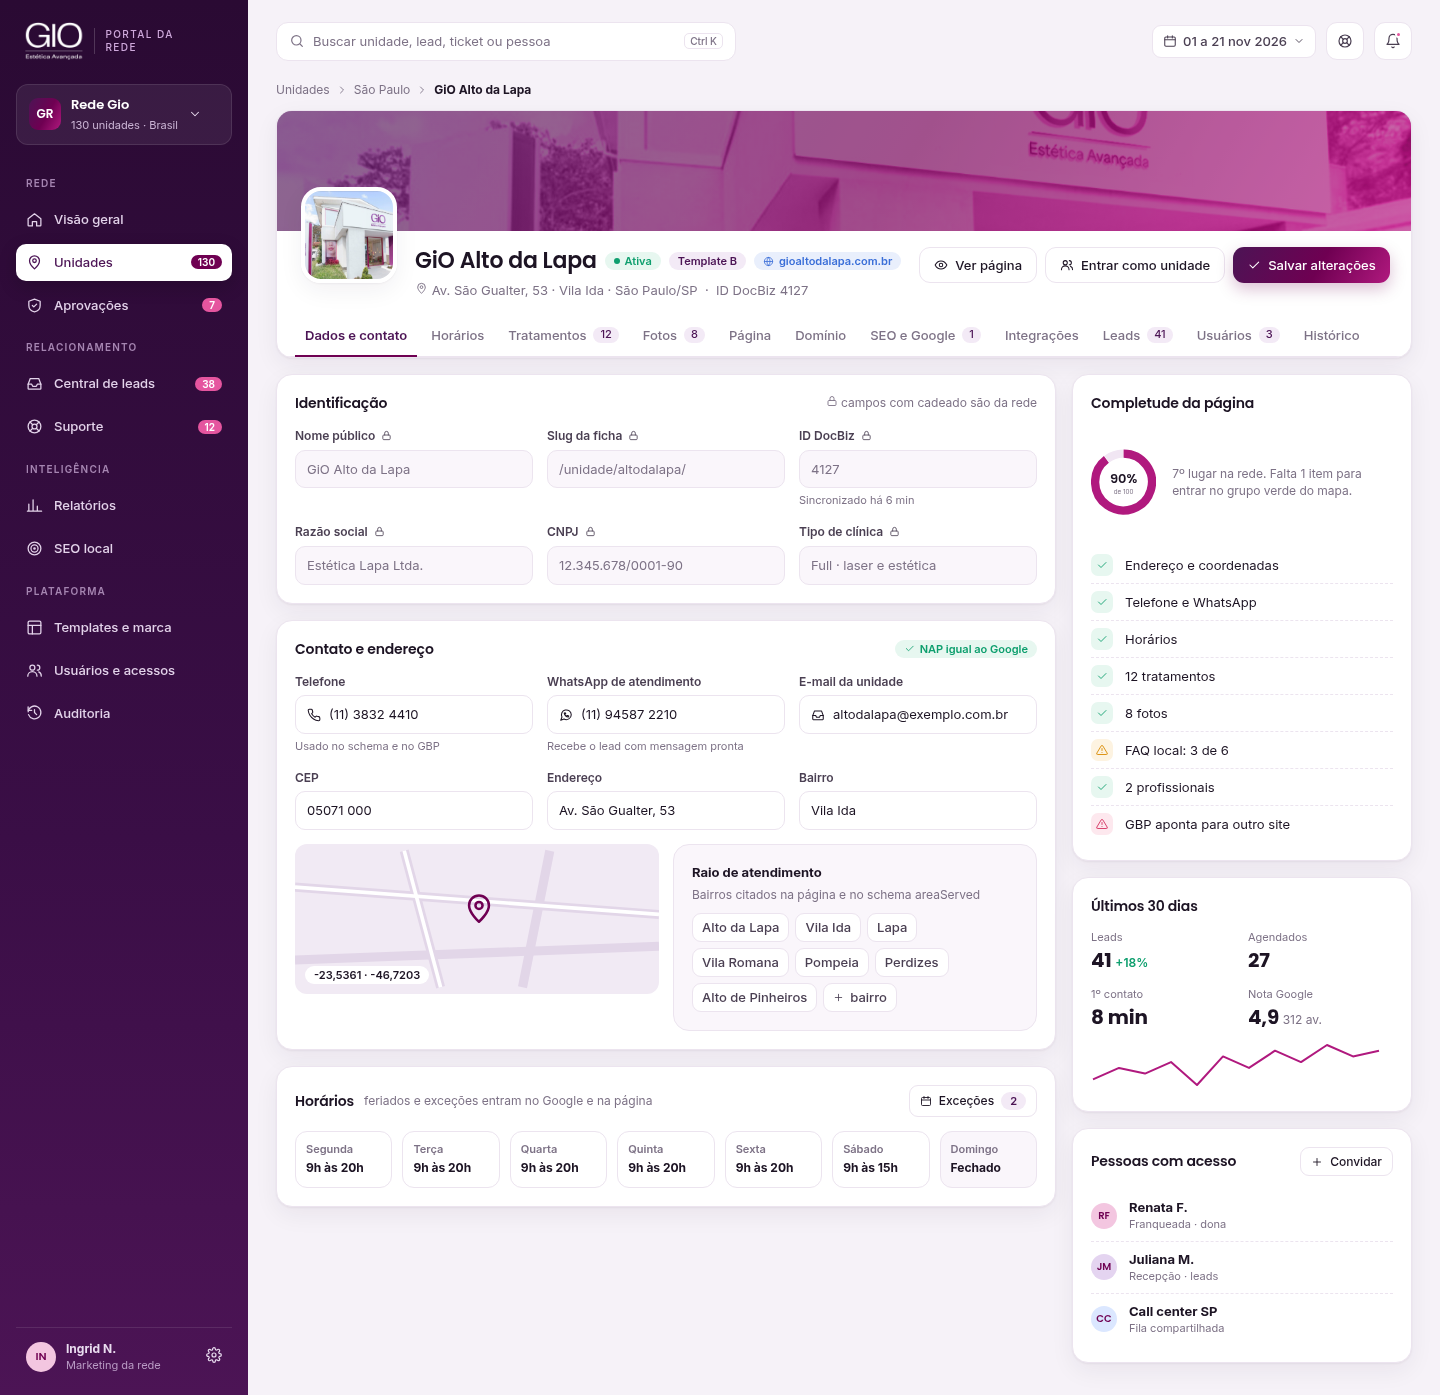 GIO
Estética Avançada
PORTAL DA
REDE
GR
Rede Gio
130 unidades · Brasil
REDE
Visão geral
Unidades 130
Aprovações 7
RELACIONAMENTO
Central de leads 38
Suporte 12
INTELIGÊNCIA
Relatórios
SEO local
PLATAFORMA
Templates e marca
Usuários e acessos
Auditoria
IN
Ingrid N.
Marketing da rede
Buscar unidade, lead, ticket ou pessoa Ctrl K
01 a 21 nov 2026
Unidades > São Paulo > GiO Alto da Lapa
GIO
Estética Avançada
GIO
GiO Alto da Lapa Ativa Template B gioaltodalapa.com.br
Av. São Gualter, 53 · Vila Ida · São Paulo/SP · ID DocBiz 4127
Ver página Entrar como unidade Salvar alterações
Dados e contato Horários Tratamentos 12 Fotos 8 Página Domínio SEO e Google 1 Integrações Leads 41 Usuários 3 Histórico
Identificação campos com cadeado são da rede
Nome público Slug da ficha ID DocBiz
GiO Alto da Lapa /unidade/altodalapa/ 4127
Sincronizado há 6 min
Razão social CNPJ Tipo de clínica
Estética Lapa Ltda. 12.345.678/0001-90 Full · laser e estética
Contato e endereço NAP igual ao Google
Telefone WhatsApp de atendimento E-mail da unidade
(11) 3832 4410 (11) 94587 2210 altodalapa@exemplo.com.br
Usado no schema e no GBP Recebe o lead com mensagem pronta
CEP Endereço Bairro
05071 000 Av. São Gualter, 53 Vila Ida
-23,5361 · -46,7203
Raio de atendimento
Bairros citados na página e no schema areaServed
Alto da Lapa Vila Ida Lapa
Vila Romana Pompeia Perdizes
Alto de Pinheiros + bairro
Horários feriados e exceções entram no Google e na página Exceções 2
Segunda Terça Quarta Quinta Sexta Sábado Domingo
9h às 20h 9h às 20h 9h às 20h 9h às 20h 9h às 20h 9h às 15h Fechado
Completude da página
90%
de 100
7º lugar na rede. Falta 1 item para
entrar no grupo verde do mapa.
Endereço e coordenadas
Telefone e WhatsApp
Horários
12 tratamentos
8 fotos
FAQ local: 3 de 6
2 profissionais
GBP aponta para outro site
Últimos 30 dias
Leads Agendados
41 +18% 27
1º contato Nota Google
8 min 4,9 312 av.
Pessoas com acesso + Convidar
RF
Renata F.
Franqueada · dona
JM
Juliana M.
Recepção · leads
CC
Call center SP
Fila compartilhada